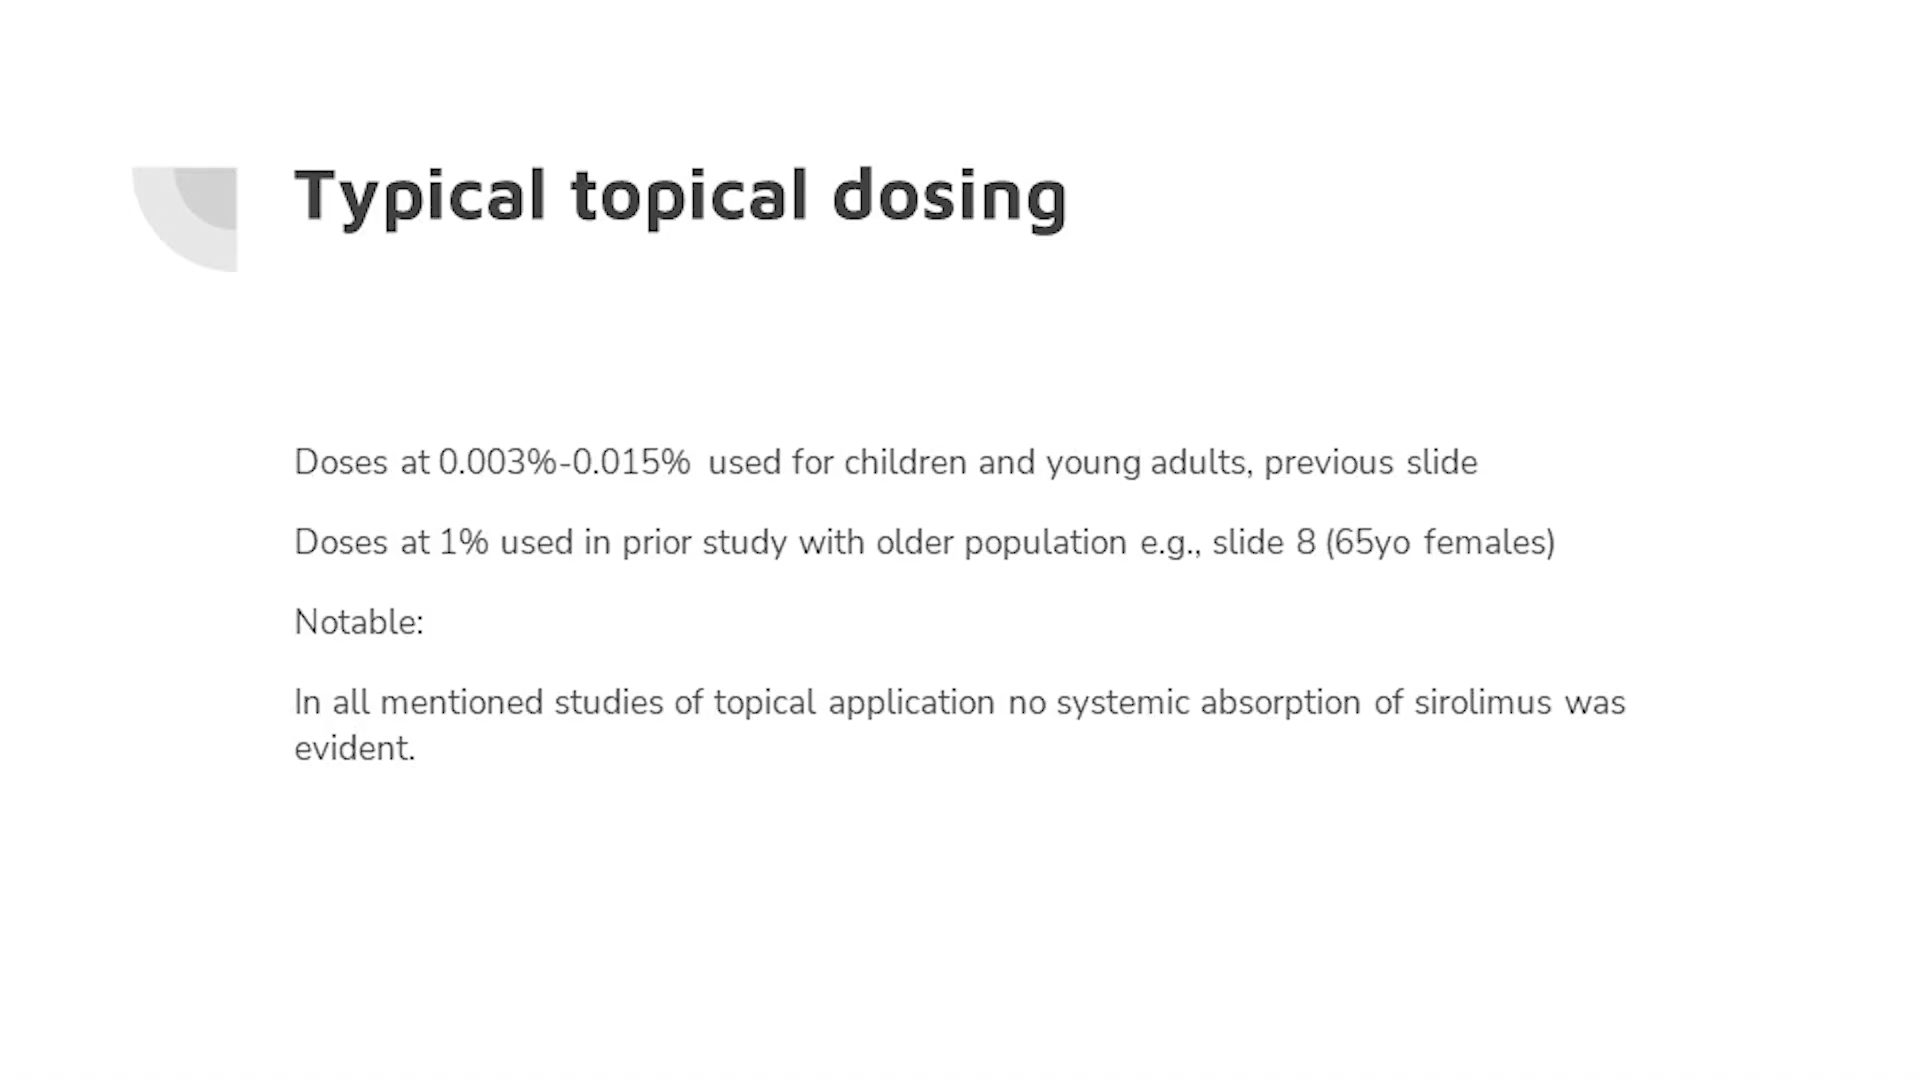 Typical topical dosing
Doses at 0.003%-0.015% used for children and young adults, previous slide
Doses at 1% used in prior study with older population e.g., slide 8 (65yo females)
Notable:
In all mentioned studies of topical application no systemic absorption of sirolimus was
evident.